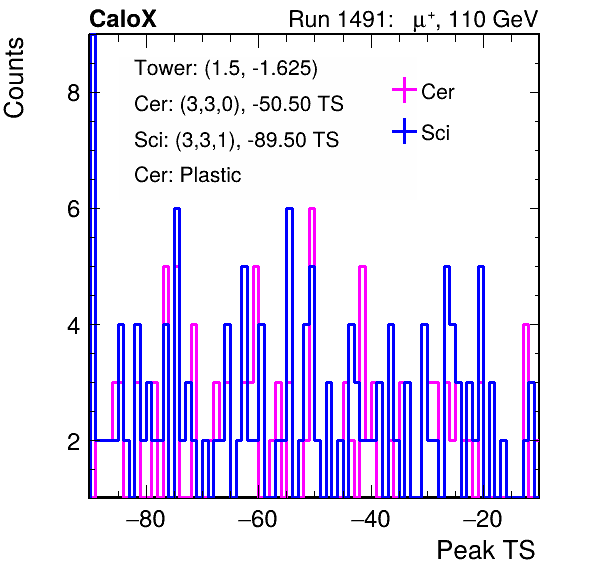 CaloX Run 1491: μ⁺, 110 GeV
Counts
Tower: (1.5, -1.625)
Cer: (3,3,0), -50.50 TS
Sci: (3,3,1), -89.50 TS
Cer: Plastic
Cer
Sci
8
6
4
2
−80 −60 −40 −20
Peak TS